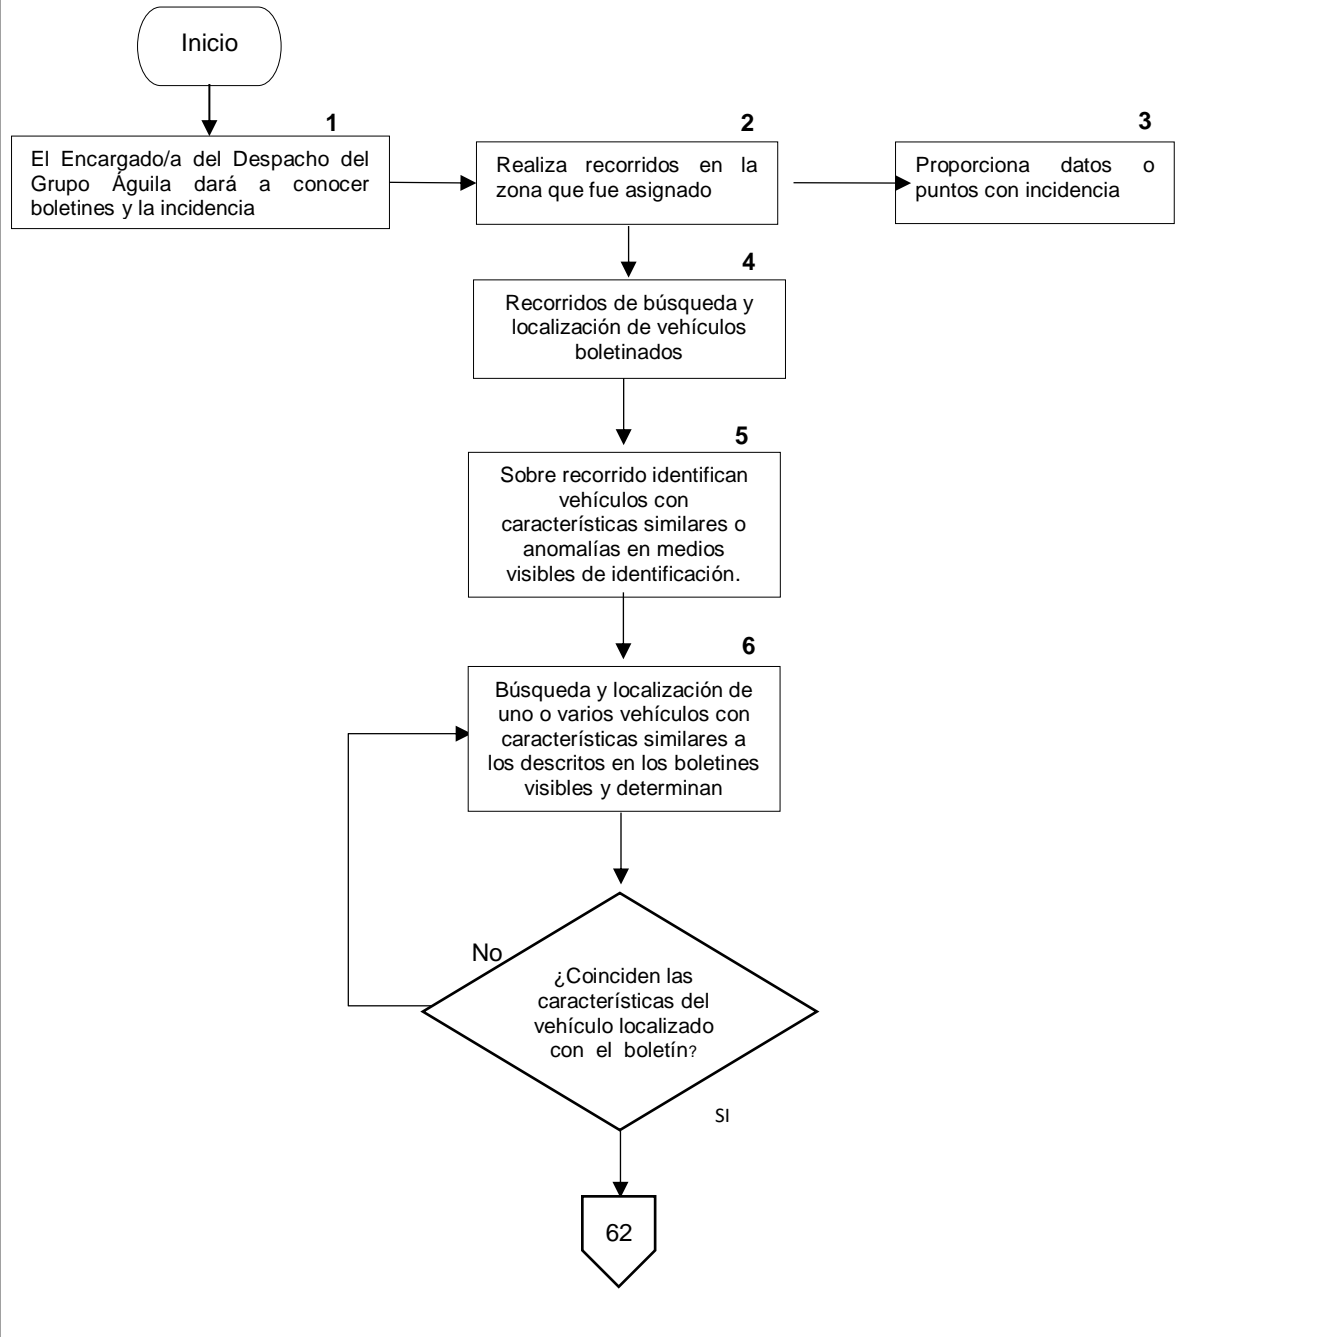 Inicio
1
El Encargado/a del Despacho del
Grupo Águila dará a conocer
boletines y la incidencia
2
Realiza recorridos en la
zona que fue asignado
3
Proporciona datos o
puntos con incidencia
4
Recorridos de búsqueda y
localización de vehículos
boletinados
5
Sobre recorrido identifican
vehículos con
características similares o
anomalías en medios
visibles de identificación.
6
Búsqueda y localización de
uno o varios vehículos con
características similares a
los descritos en los boletines
visibles y determinan
No
¿Coinciden las
características del
vehículo localizado
con el boletín?
SI
62